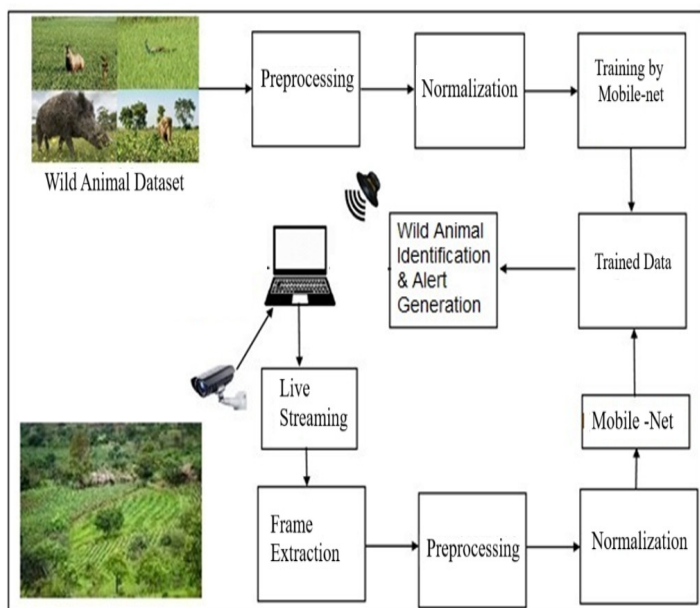 Preprocessing
Normalization
Training by
Mobile-net
Wild Animal Dataset
Wild Animal
Identification
& Alert
Generation
Trained Data
Live
Streaming
Mobile -Net
Frame
Extraction
Preprocessing
Normalization